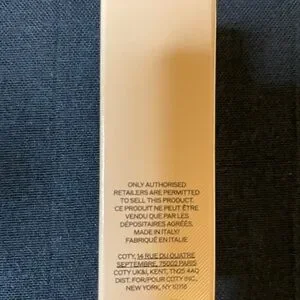 ONLY AUTHORISED
RETAILERS ARE PERMITTED
TO SELL THIS PRODUCT.
CE PRODUIT NE PEUT ÊTRE
VENDU QUE PAR LES
DÉPOSITAIRES AGRÉÉS.
MADE IN ITALY/
FABRIQUÉ EN ITALIE
COTY, 14 RUE DU QUATRE
SEPTEMBRE, 75002 PARIS
COTY UK&I, KENT, TN25 4AQ
DIST. FOR/POUR COTY INC.,
NEW YORK, NY 10118